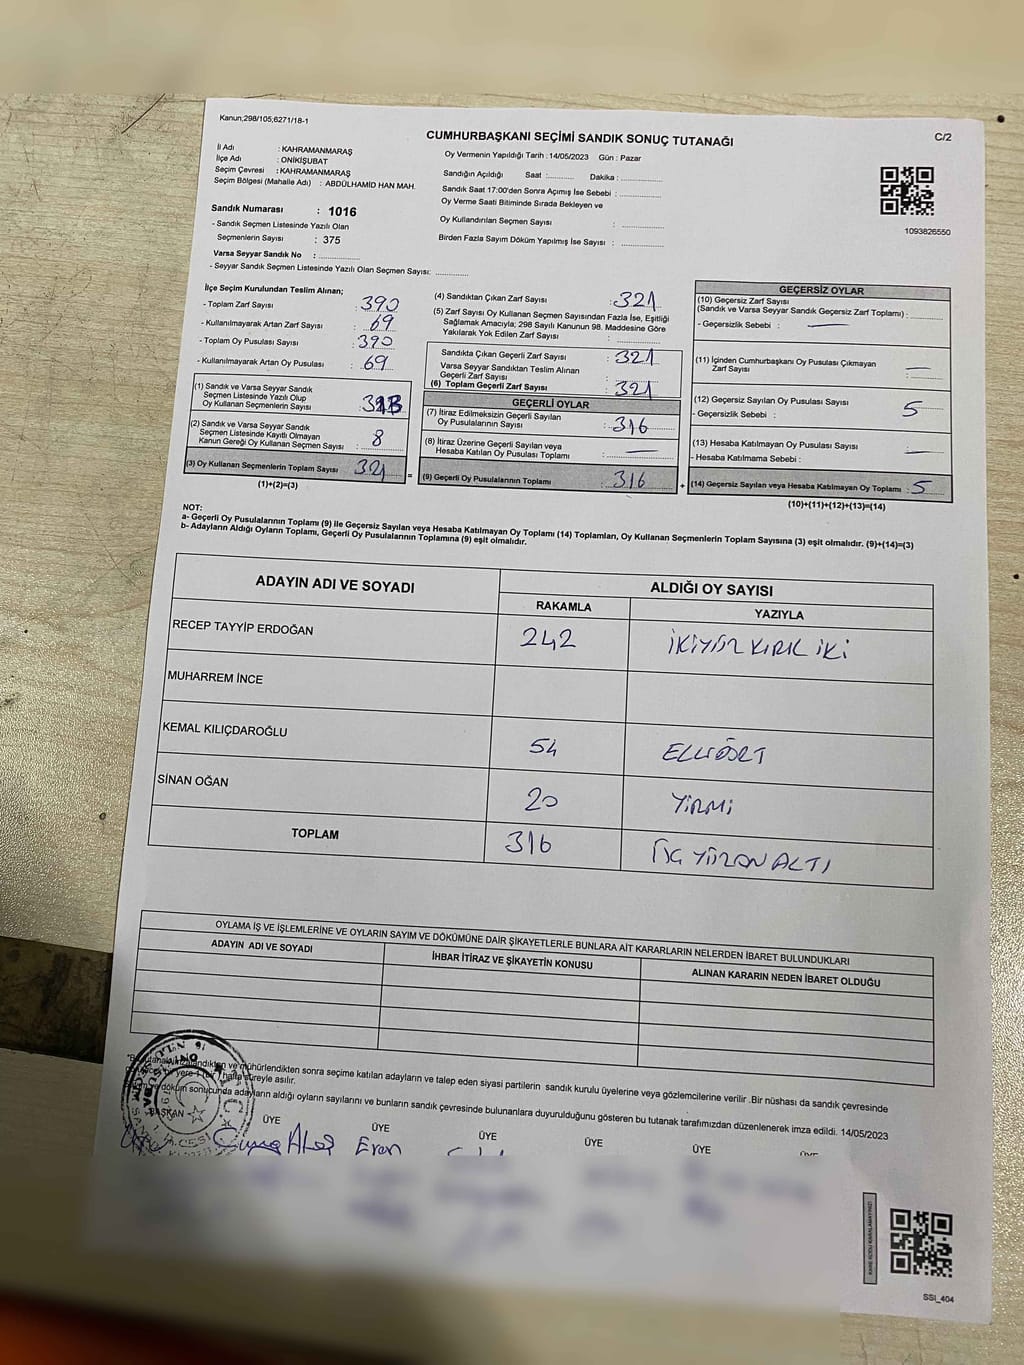 Kanun;298/105,6271/18-1
C/2
CUMHURBAŞKANI SEÇİMİ SANDIK SONUÇ TUTANAĞI
İl Adı : KAHRAMANMARAŞ
İlçe Adı : ONİKİŞUBAT
Seçim Çevresi : KAHRAMANMARAŞ
Seçim Bölgesi (Mahalle Adı) : ABDÜLHAMİD HAN MAH.
Sandık Numarası : 1016
- Sandık Seçmen Listesinde Yazılı Olan
Seçmenlerin Sayısı : 375
Varsa Seyyar Sandık No :
- Seyyar Sandık Seçmen Listesinde Yazılı Olan Seçmen Sayısı:
Oy Vermenin Yapıldığı Tarih : 14/05/2023 Gün : Pazar
Sandığın Açıldığı Saat : Dakika :
Sandık Saat 17:00'den Sonra Açımış İse Sebebi :
Oy Verme Saati Bitiminde Sırada Bekleyen ve
Oy Kullandırılan Seçmen Sayısı :
Birden Fazla Sayım Döküm Yapılmış İse Sayısı :
1093826550
İlçe Seçim Kurulundan Teslim Alınan;
- Toplam Zarf Sayısı : 390
- Kullanılmayarak Artan Zarf Sayısı : 69
- Toplam Oy Pusulası Sayısı : 390
- Kullanılmayarak Artan Oy Pusulası : 69
(1) Sandık ve Varsa Seyyar Sandık
Seçmen Listesinde Yazılı Olup
Oy Kullanan Seçmenlerin Sayısı :
(2) Sandık ve Varsa Seyyar Sandık
Seçmen Listesinde Kayıtlı Olmayan
Kanun Gereği Oy Kullanan Seçmen Sayısı : 8
(3) Oy Kullanan Seçmenlerin Toplam Sayısı : 321
(1)+(2)=(3)
(4) Sandıktan Çıkan Zarf Sayısı : 321
(5) Zarf Sayısı Oy Kullanan Seçmen Sayısından Fazla İse, Eşitliği
Sağlamak Amacıyla; 298 Sayılı Kanunun 98. Maddesine Göre
Yakılarak Yok Edilen Zarf Sayısı :
Sandıkta Çıkan Geçerli Zarf Sayısı : 321
Varsa Seyyar Sandıktan Teslim Alınan
Geçerli Zarf Sayısı :
(6) Toplam Geçerli Zarf Sayısı : 321
GEÇERLİ OYLAR
(7) İtiraz Edilmeksizin Geçerli Sayılan
Oy Pusulalarının Sayısı : 316
(8) İtiraz Üzerine Geçerli Sayılan veya
Hesaba Katılan Oy Pusulası Toplamı : —
= (9) Geçerli Oy Pusulalarının Toplamı : 316 +
GEÇERSİZ OYLAR
(10) Geçersiz Zarf Sayısı
(Sandık ve Varsa Seyyar Sandık Geçersiz Zarf Toplamı) :
- Geçersizlik Sebebi : —
(11) İçinden Cumhurbaşkanı Oy Pusulası Çıkmayan
Zarf Sayısı : —
(12) Geçersiz Sayılan Oy Pusulası Sayısı : 5
- Geçersizlik Sebebi :
(13) Hesaba Katılmayan Oy Pusulası Sayısı : —
- Hesaba Katılmama Sebebi :
(14) Geçersiz Sayılan veya Hesaba Katılmayan Oy Toplamı : 5
(10)+(11)+(12)+(13)=(14)
NOT:
a- Geçerli Oy Pusulalarının Toplamı (9) ile Geçersiz Sayılan veya Hesaba Katılmayan Oy Toplamı (14) Toplamları, Oy Kullanan Seçmenlerin Toplam Sayısına (3) eşit olmalıdır. (9)+(14)=(3)
b- Adayların Aldığı Oyların Toplamı, Geçerli Oy Pusulalarının Toplamına (9) eşit olmalıdır.
ADAYIN ADI VE SOYADI
ALDIĞI OY SAYISI
RAKAMLA YAZIYLA
RECEP TAYYİP ERDOĞAN 242 İKİYÜZ KIRK İKİ
MUHARREM İNCE
KEMAL KILIÇDAROĞLU 54 ELLİDÖRT
SİNAN OĞAN 20 YİRMİ
TOPLAM 316 ÜÇ YÜZ ON ALTI
OYLAMA İŞ VE İŞLEMLERİNE VE OYLARIN SAYIM VE DÖKÜMÜNE DAİR ŞİKAYETLERLE BUNLARA AİT KARARLARIN NELERDEN İBARET BULUNDUKLARI
ADAYIN ADI VE SOYADI İHBAR İTİRAZ VE ŞİKAYETİN KONUSU ALINAN KARARIN NEDEN İBARET OLDUĞU
ve mühürlendikten sonra seçime katılan adayların ve talep eden siyasi partilerin sandık kurulu üyelerine veya gözlemcilerine verilir .Bir nüshası da sandık çevresinde
hafta süreyle asılır.
döküm sonucunda adayların aldığı oyların sayılarını ve bunların sandık çevresinde bulunanlara duyurulduğunu gösteren bu tutanak tarafımızdan düzenlenerek imza edildi. 14/05/2023
BAŞKAN ÜYE ÜYE ÜYE ÜYE ÜYE
Eren
KARE KODU KARALAMAYINIZ!
SSI_404